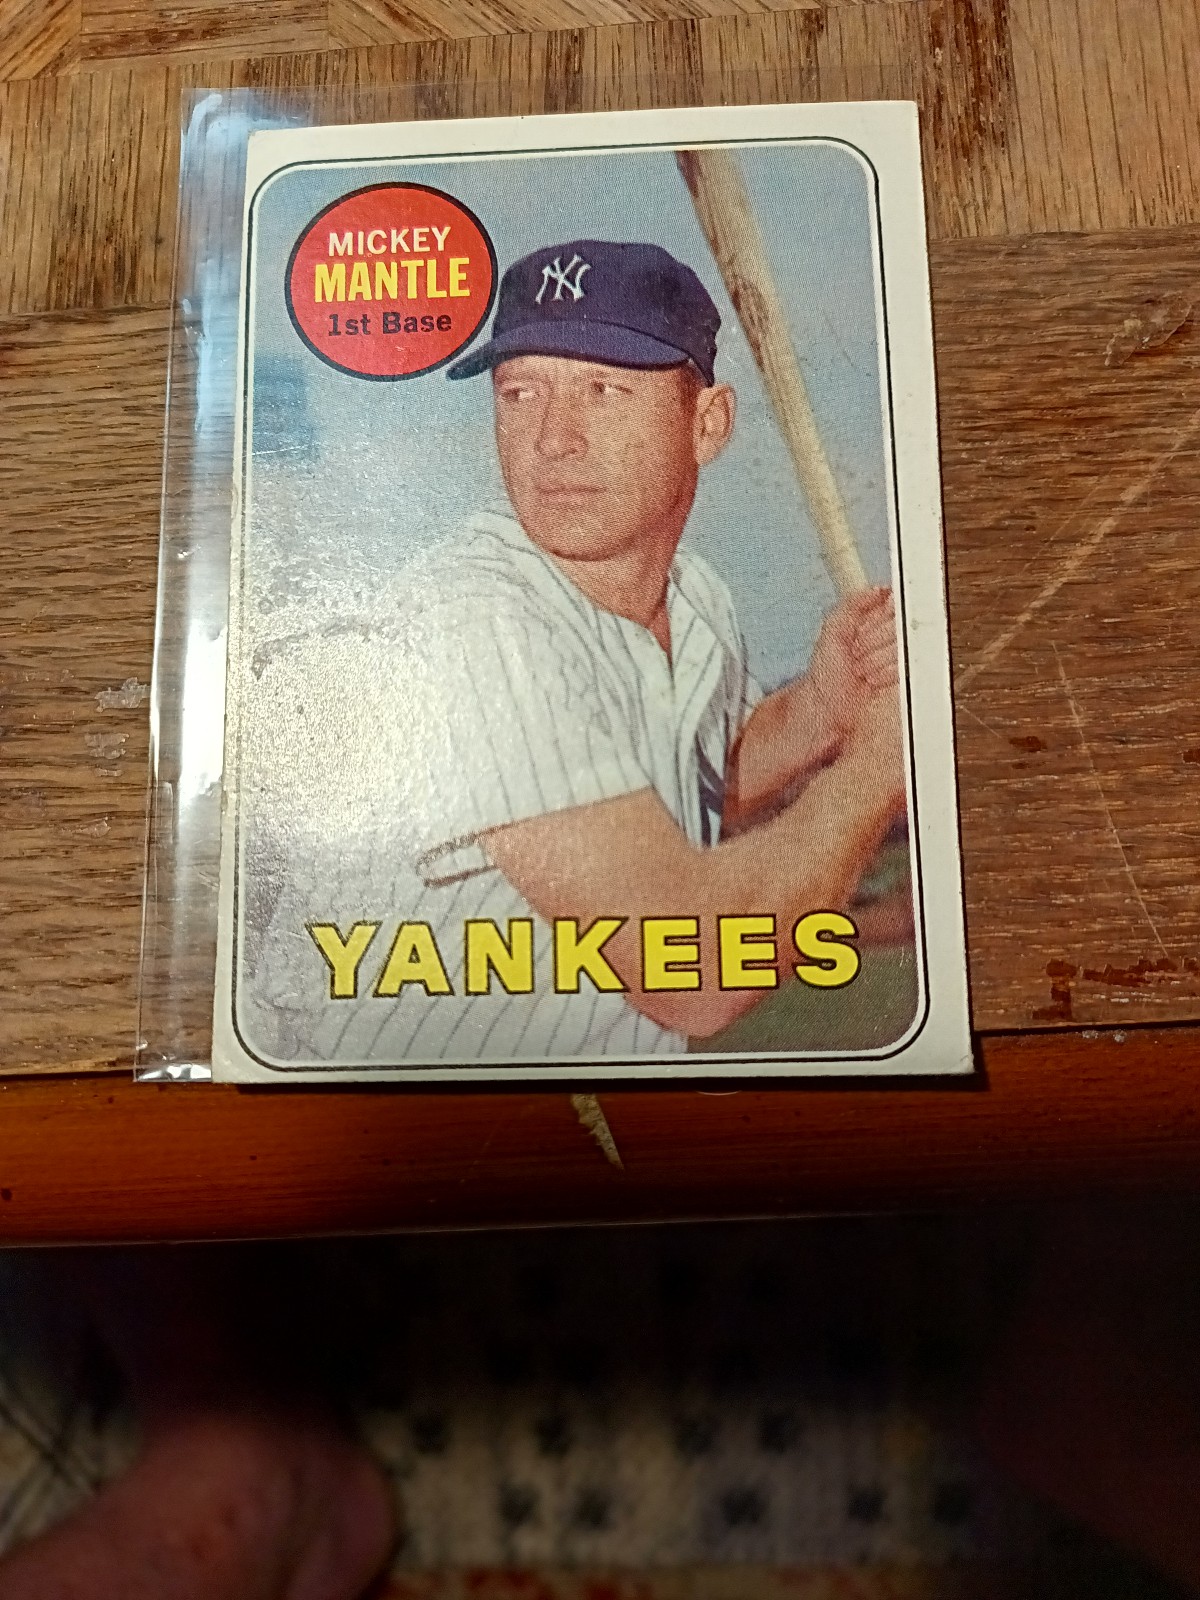 NY
MICKEY
MANTLE
1st Base
YANKEES